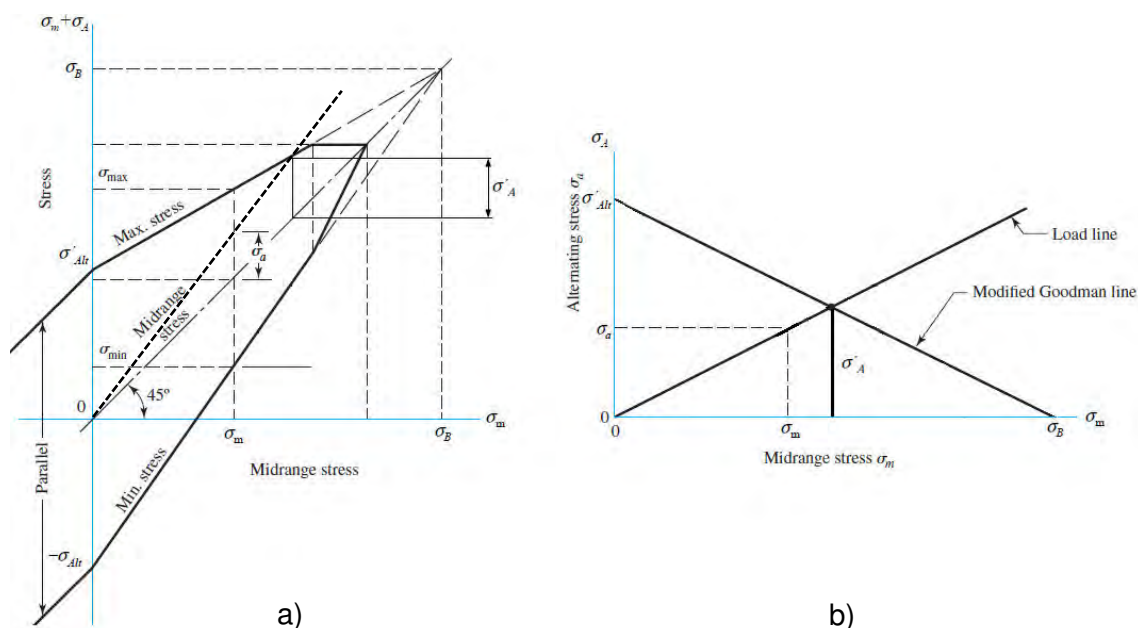 σm+σA
σB
Stress
σmax
Max. stress
σ′A
σ′Alt
σa
Midrange
stress
σmin
45°
0
σm
σB
σm
Midrange stress
Parallel
Min. stress
−σAlt
a)
σA
Alternating stress σa
σ′Alt
Load line
Modified Goodman line
σa
σ′A
0
0
σm
σB
σm
Midrange stress σm
b)